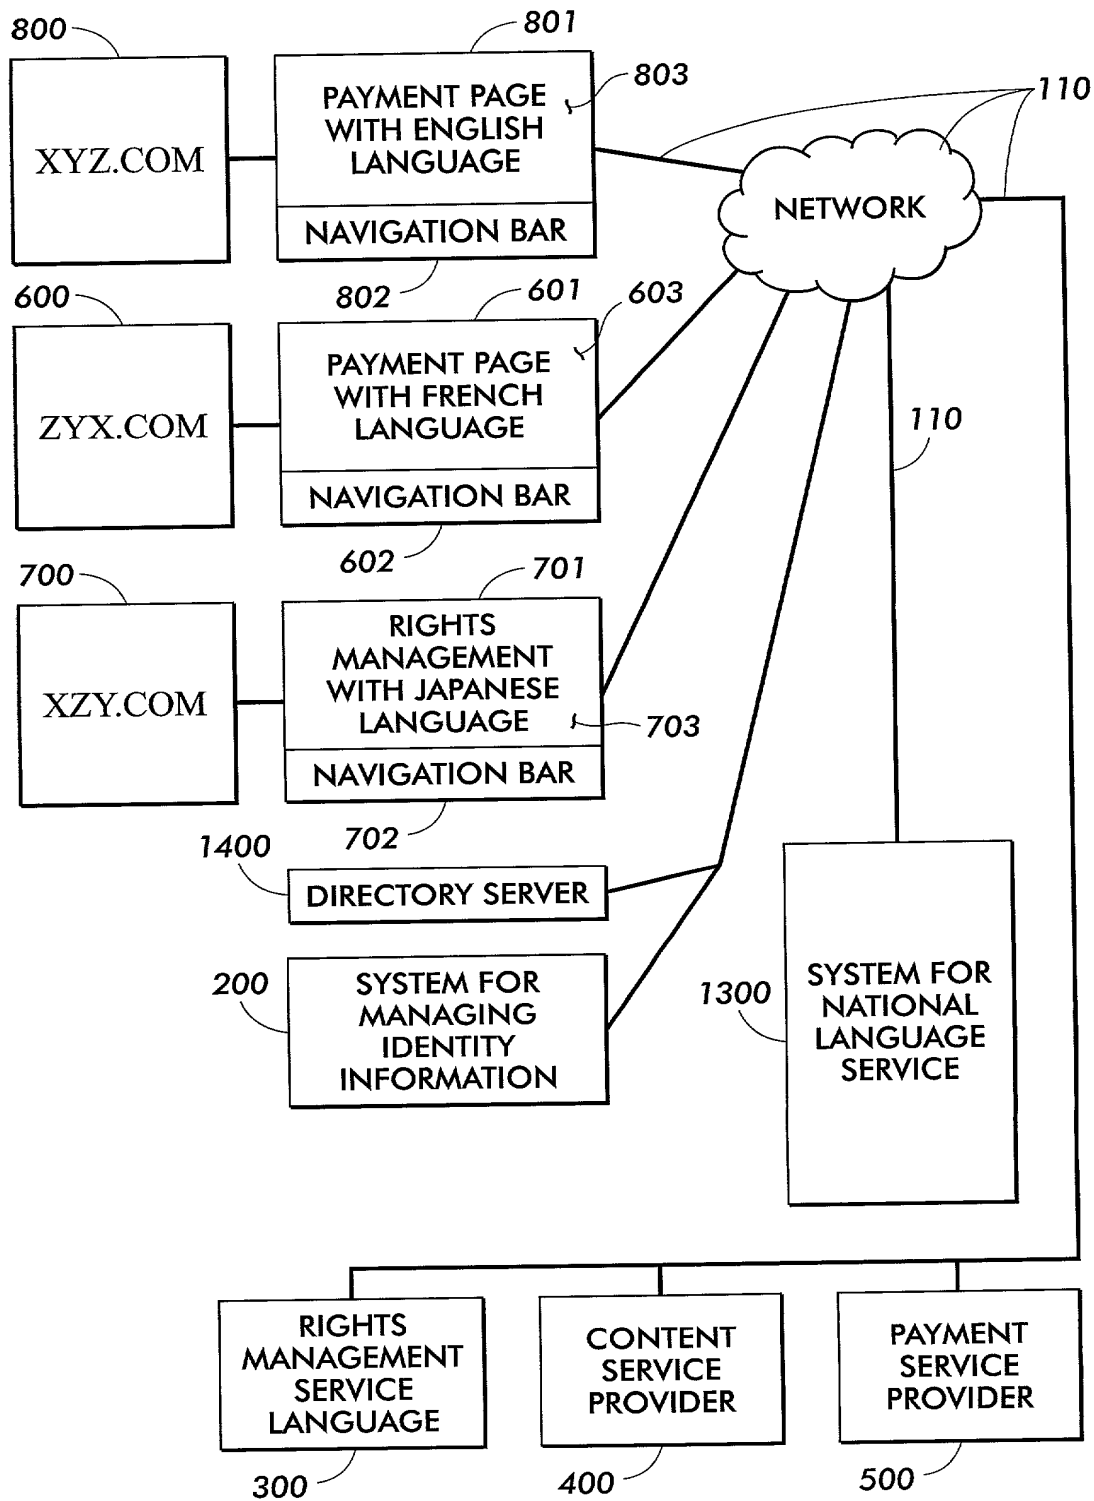 800
801
803
110
XYZ.COM
PAYMENT PAGE
WITH ENGLISH
LANGUAGE
NAVIGATION BAR
802
NETWORK
600
601
603
ZYX.COM
PAYMENT PAGE
WITH FRENCH
LANGUAGE
NAVIGATION BAR
602
110
700
701
XZY.COM
RIGHTS
MANAGEMENT
WITH JAPANESE
LANGUAGE
703
NAVIGATION BAR
702
1400
DIRECTORY SERVER
200
SYSTEM FOR
MANAGING
IDENTITY
INFORMATION
1300
SYSTEM FOR
NATIONAL
LANGUAGE
SERVICE
RIGHTS
MANAGEMENT
SERVICE
LANGUAGE
300
CONTENT
SERVICE
PROVIDER
400
PAYMENT
SERVICE
PROVIDER
500